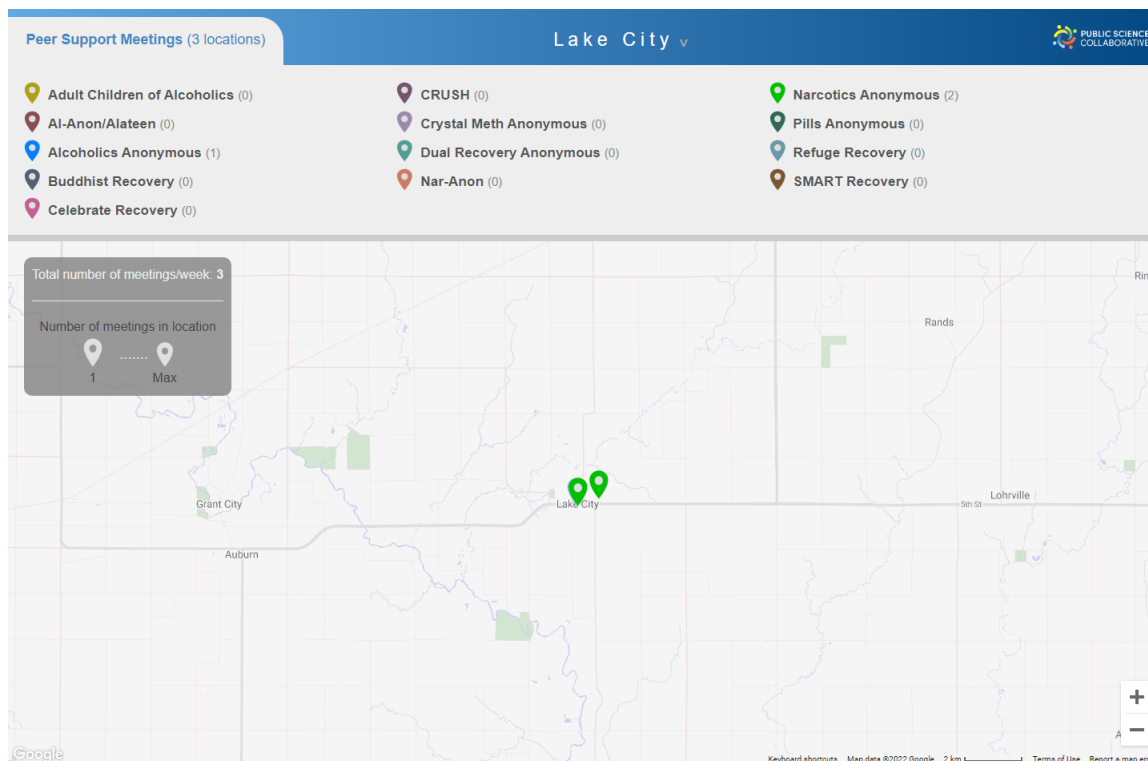 Peer Support Meetings (3 locations)
Lake City v
PUBLIC SCIENCE
COLLABORATIVE
Adult Children of Alcoholics (0)
Al-Anon/Alateen (0)
Alcoholics Anonymous (1)
Buddhist Recovery (0)
Celebrate Recovery (0)
CRUSH (0)
Crystal Meth Anonymous (0)
Dual Recovery Anonymous (0)
Nar-Anon (0)
Narcotics Anonymous (2)
Pills Anonymous (0)
Refuge Recovery (0)
SMART Recovery (0)
Total number of meetings/week: 3
Number of meetings in location
1 ....... Max
Rin
Rands
Grant City
Lake City
5th St
Lohrville
Auburn
+
−
A
Google
Keyboard shortcuts Map data ©2022 Google 2 km Terms of Use Report a map er